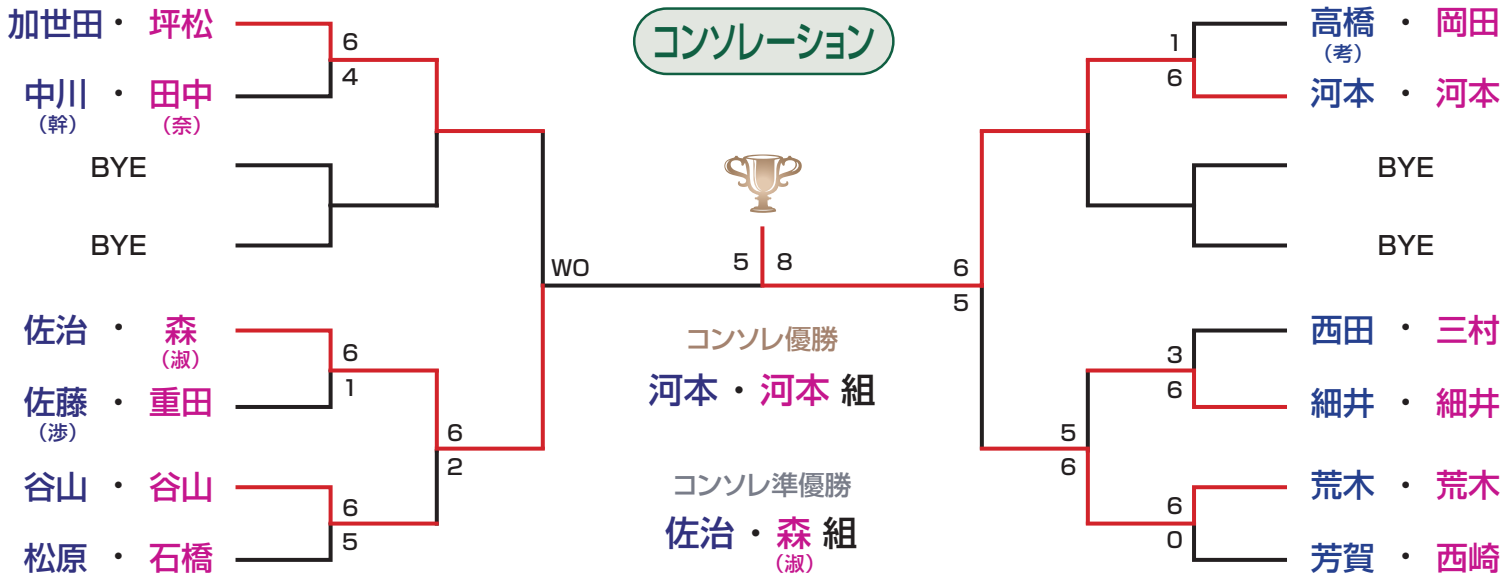 コンソレーション
加世田・坪松
6
4
中川・田中
(幹) (奈)
BYE
BYE
WO
佐治・森
(淑)
6
1
佐藤・重田
(渉)
6
2
谷山・谷山
6
5
松原・石橋
5 8
コンソレ優勝
河本・河本 組
コンソレ準優勝
佐治・森 組
(淑)
高橋・岡田
(考)
1
6
河本・河本
BYE
BYE
6
5
西田・三村
3
6
細井・細井
5
6
荒木・荒木
6
0
芳賀・西崎